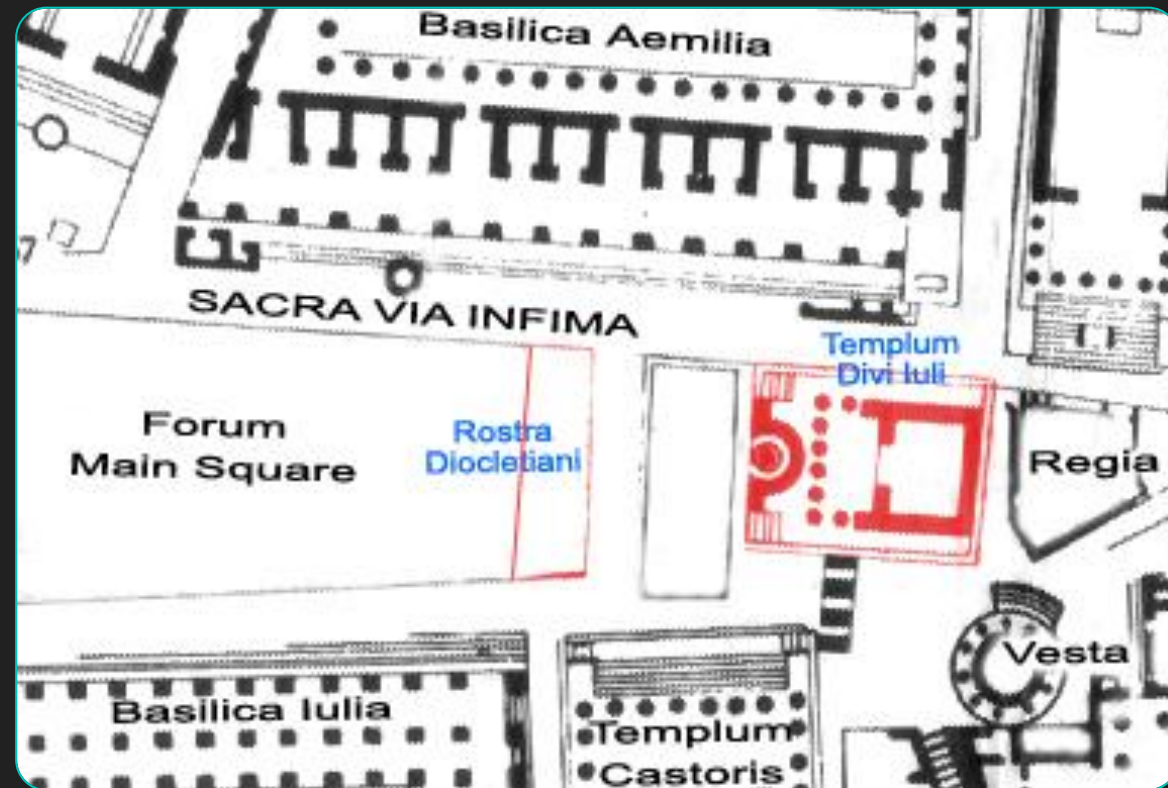 Basilica Aemilia
SACRA VIA INFIMA
Templum
Divi Iuli
Forum
Main Square
Rostra
Diocletiani
Regia
Vesta
Basilica Iulia
Templum
Castoris